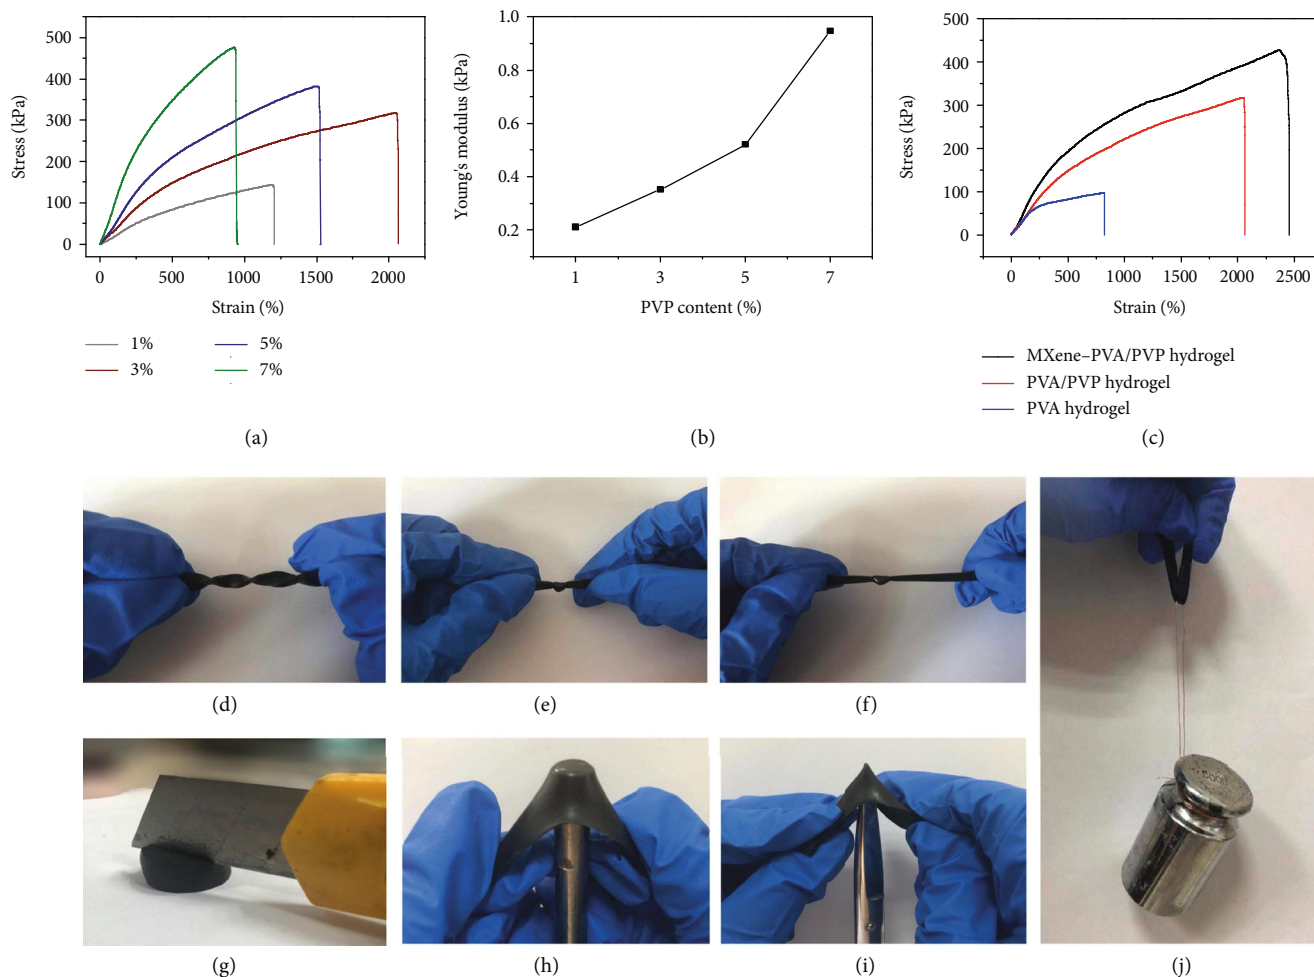 500
400
300
200
100
0
Stress (kPa)
0 500 1000 1500 2000
Strain (%)
1% 5%
3% 7%
(a)
1.0
0.8
0.6
0.4
0.2
Young's modulus (kPa)
1 3 5 7
PVP content (%)
(b)
500
400
300
200
100
0
Stress (kPa)
0 500 1000 1500 2000 2500
Strain (%)
MXene–PVA/PVP hydrogel
PVA/PVP hydrogel
PVA hydrogel
(c)
(d) (e) (f)
(g) (h) (i) (j)